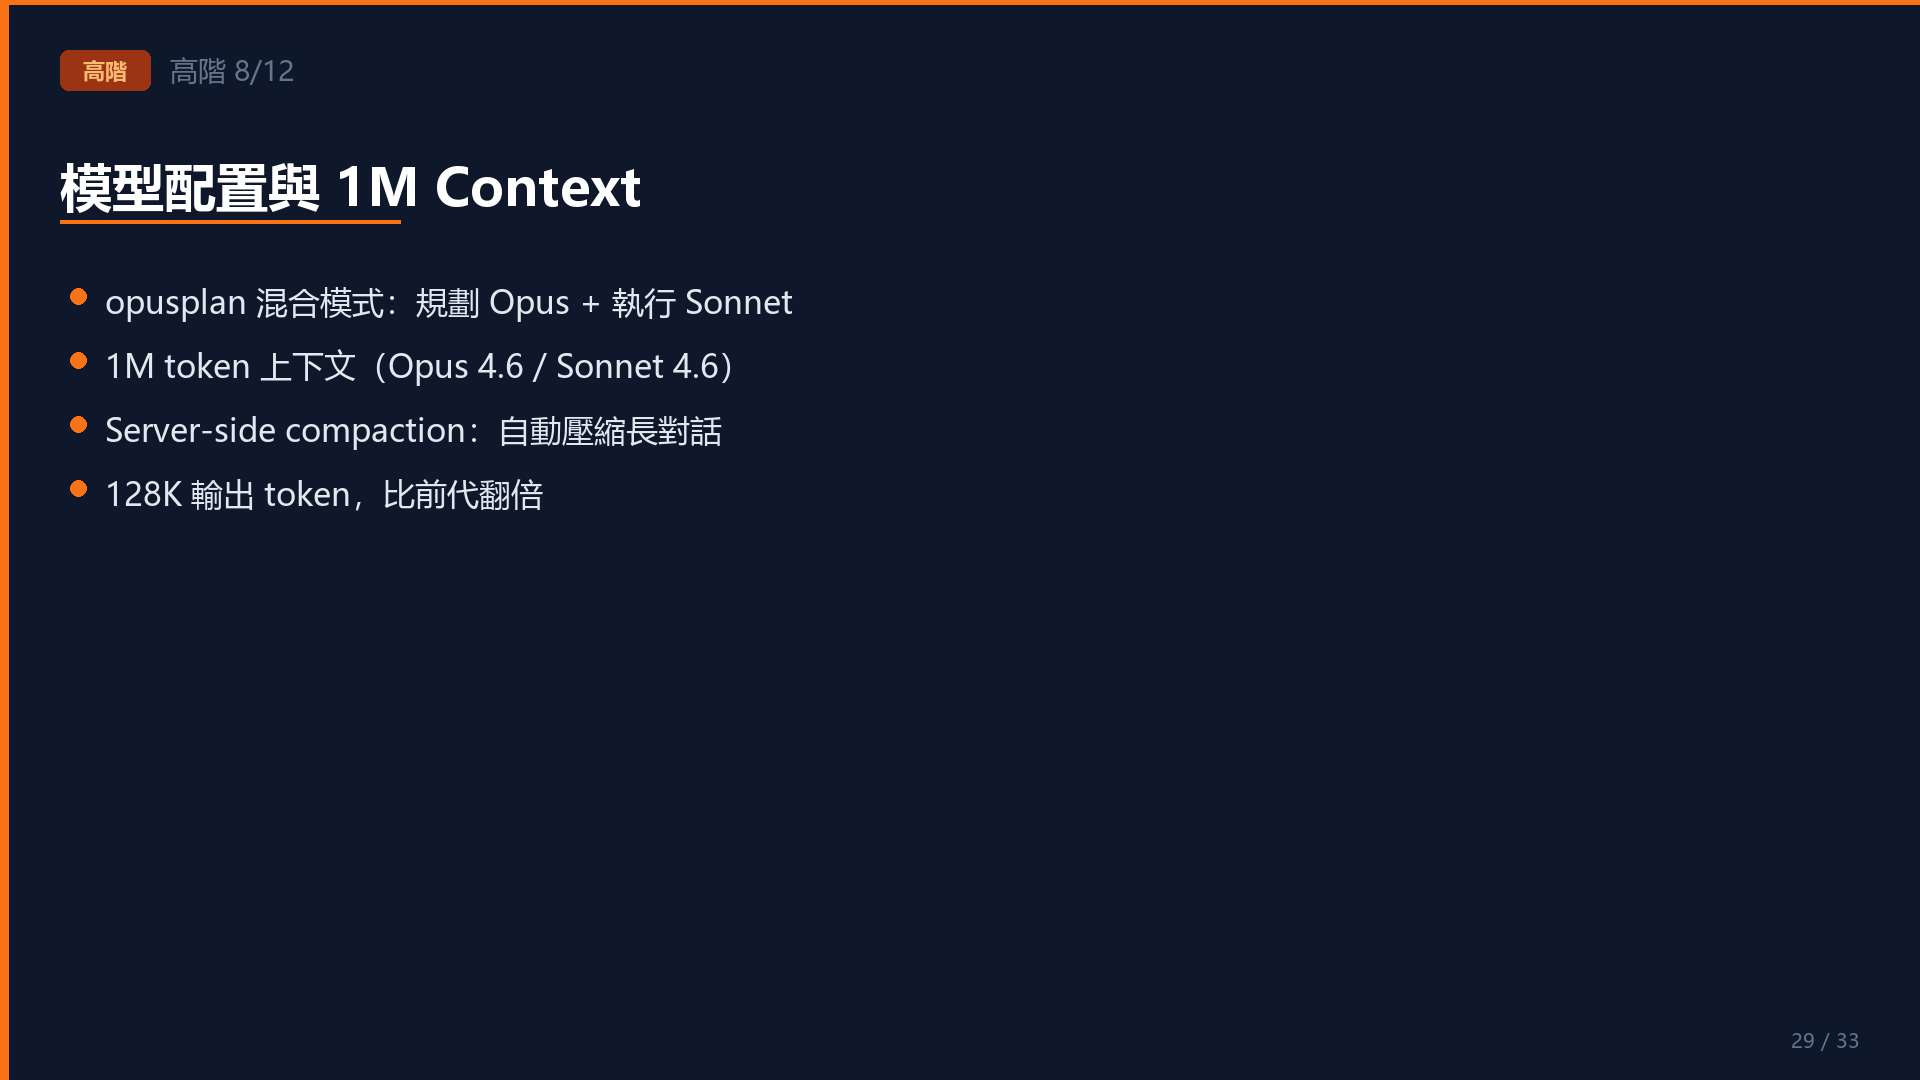 高階
高階 8/12
模型配置與 1M Context
opusplan 混合模式：規劃 Opus + 執行 Sonnet
1M token 上下文（Opus 4.6 / Sonnet 4.6）
Server-side compaction：自動壓縮長對話
128K 輸出 token，比前代翻倍
29 / 33